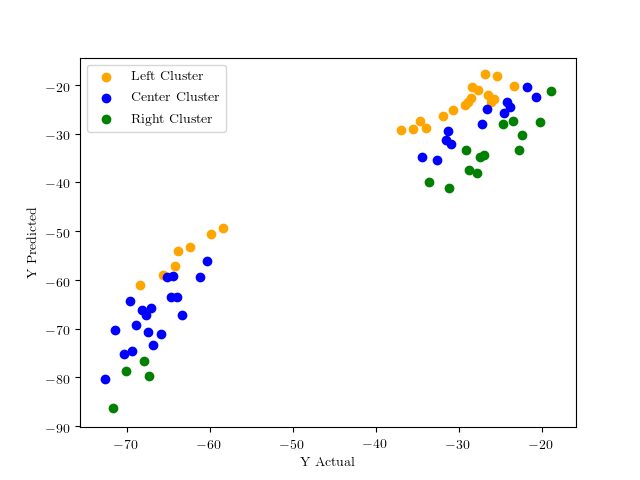 Left Cluster
Center Cluster
Right Cluster
−20
−30
−40
−50
−60
−70
−80
−90
Y Predicted
−70
−60
−50
−40
−30
−20
Y Actual